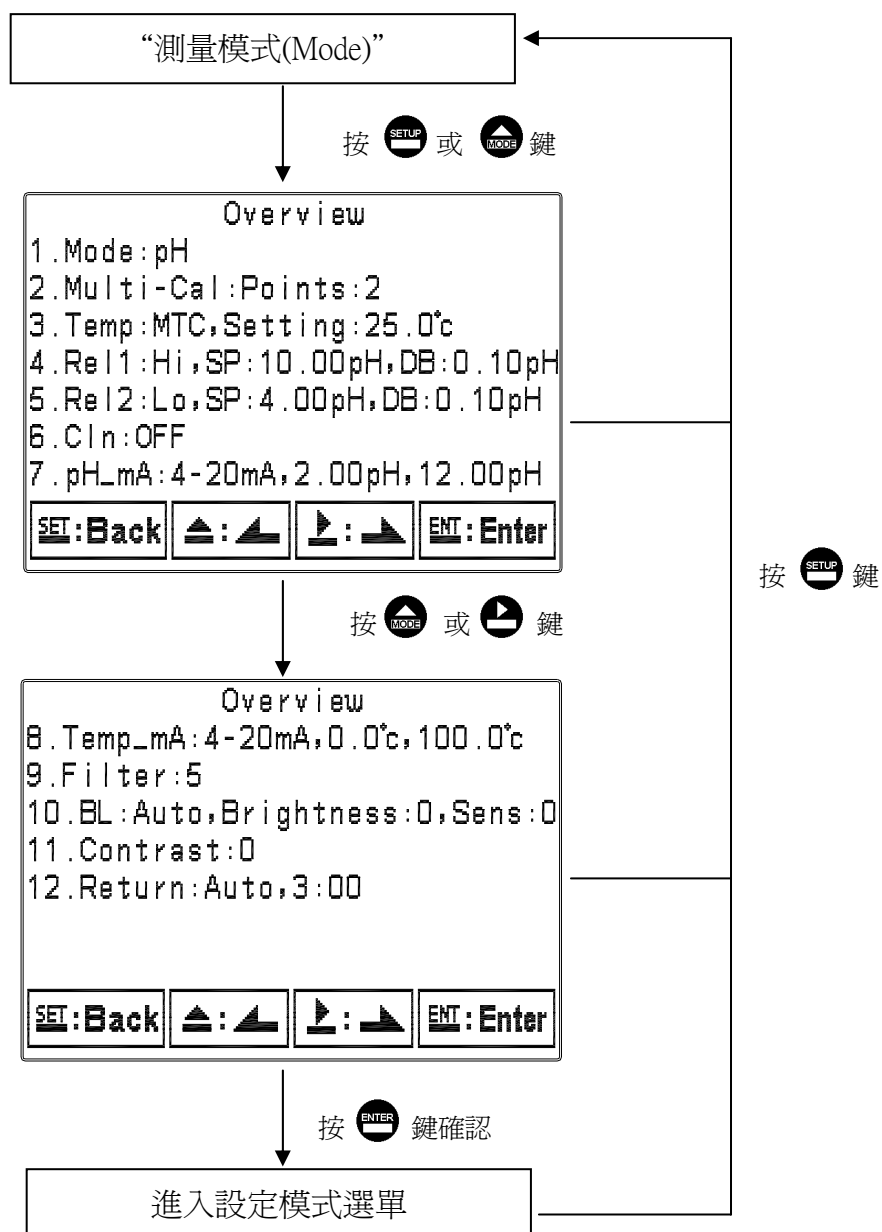 “測量模式(Mode)”
按 SETUP 或 MODE 鍵
Overview
1.Mode:pH
2.Multi-Cal:Points:2
3.Temp:MTC,Setting:25.0℃
4.Rel1:Hi,SP:10.00pH,DB:0.10pH
5.Rel2:Lo,SP:4.00pH,DB:0.10pH
6.Cln:OFF
7.pH_mA:4-20mA,2.00pH,12.00pH
SET:Back : : ENT:Enter
按 SETUP 鍵
按 MODE 或 鍵
Overview
8.Temp_mA:4-20mA,0.0℃,100.0℃
9.Filter:5
10.BL:Auto,Brightness:0,Sens:0
11.Contrast:0
12.Return:Auto,3:00
SET:Back : : ENT:Enter
按 ENTER 鍵確認
進入設定模式選單